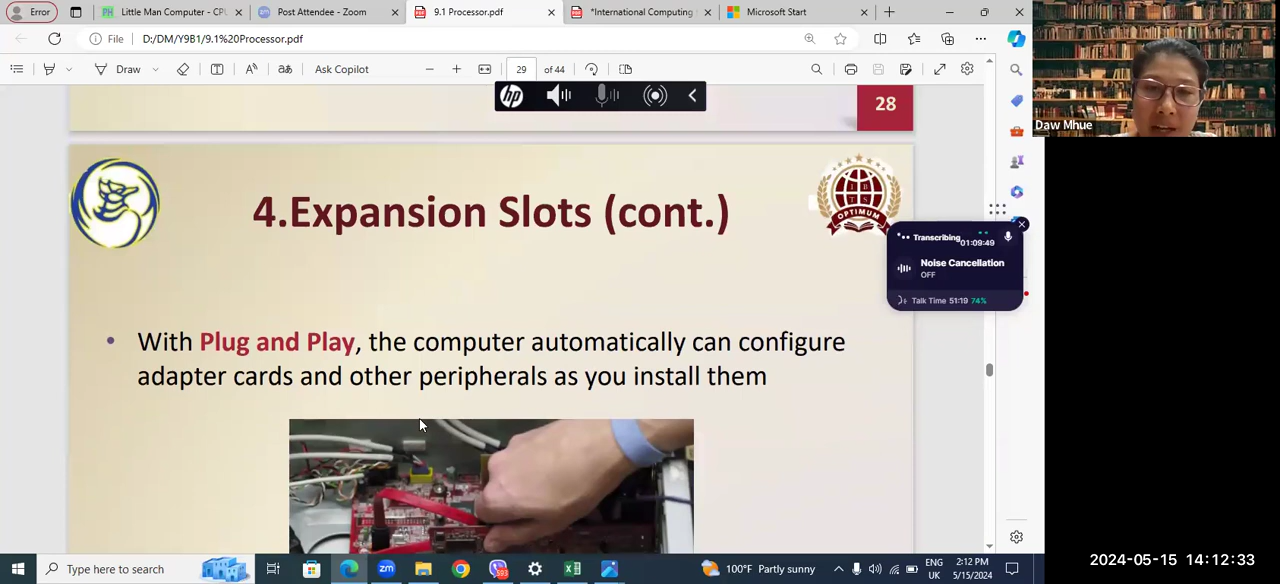 Error
Little Man Computer - CPU
Post Attendee - Zoom
9.1 Processor.pdf
*International Computing
Microsoft Start
File
D:/DM/Y9B1/9.1%20Processor.pdf
Draw
Ask Copilot
29
of 44
hp
28
Daw Mhue
4.Expansion Slots (cont.)
OPTIMUM
Transcribing
01:09:49
Noise Cancellation
OFF
Talk Time 51:19 74%
• With Plug and Play, the computer automatically can configure
adapter cards and other peripherals as you install them
Type here to search
100°F Partly sunny
ENG
UK
2:12 PM
5/15/2024
2024-05-15 14:12:33